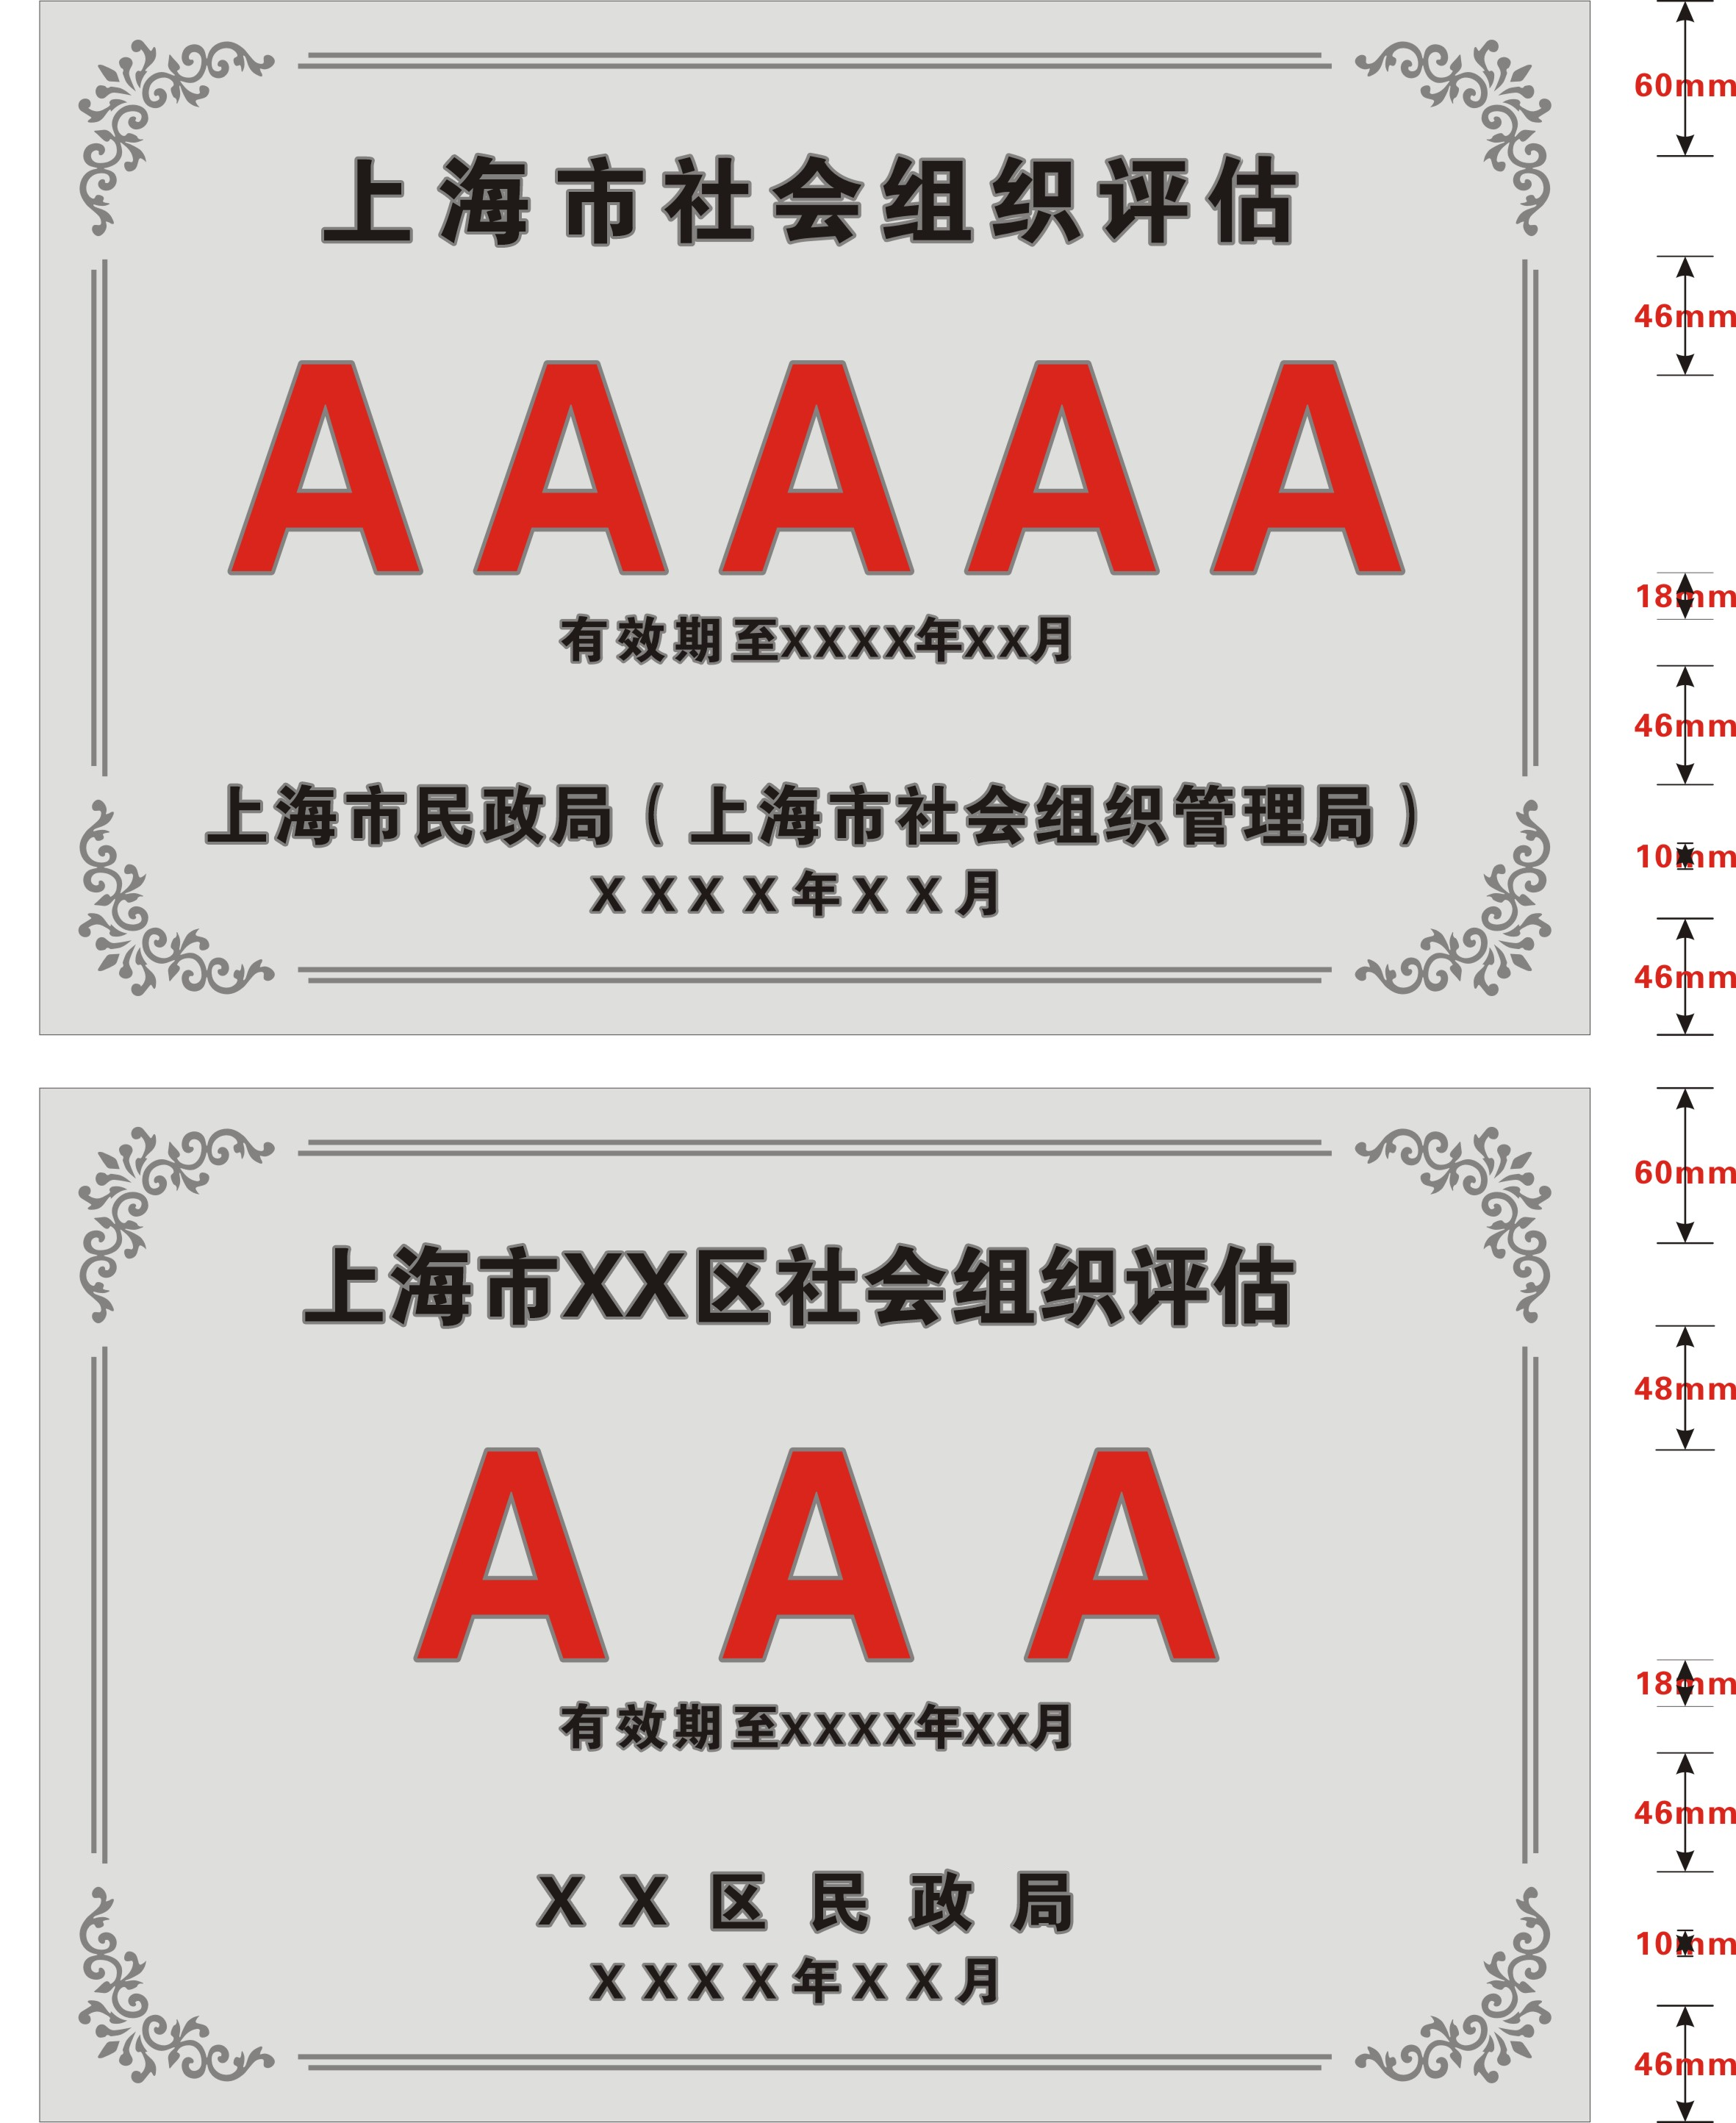 60mm
上海市社会组织评估
46mm
AAAAA
18mm
有效期至XXXX年XX月
46mm
上海市民政局(上海市社会组织管理局)
10mm
XXXX年XX月
46mm
60mm
上海市XX区社会组织评估
48mm
AAA
18mm
有效期至XXXX年XX月
46mm
XX区民政局
10mm
XXXX年XX月
46mm